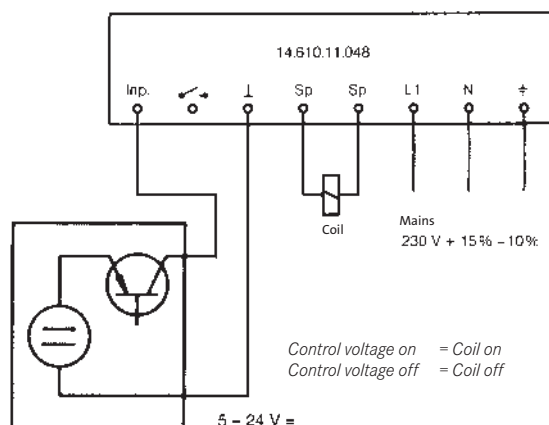 14.610.11.048
Inp. ⊥ Sp Sp L1 N ⏚
Coil
Mains
230 V + 15% – 10%
Control voltage on = Coil on
Control voltage off = Coil off
5 – 24 V =